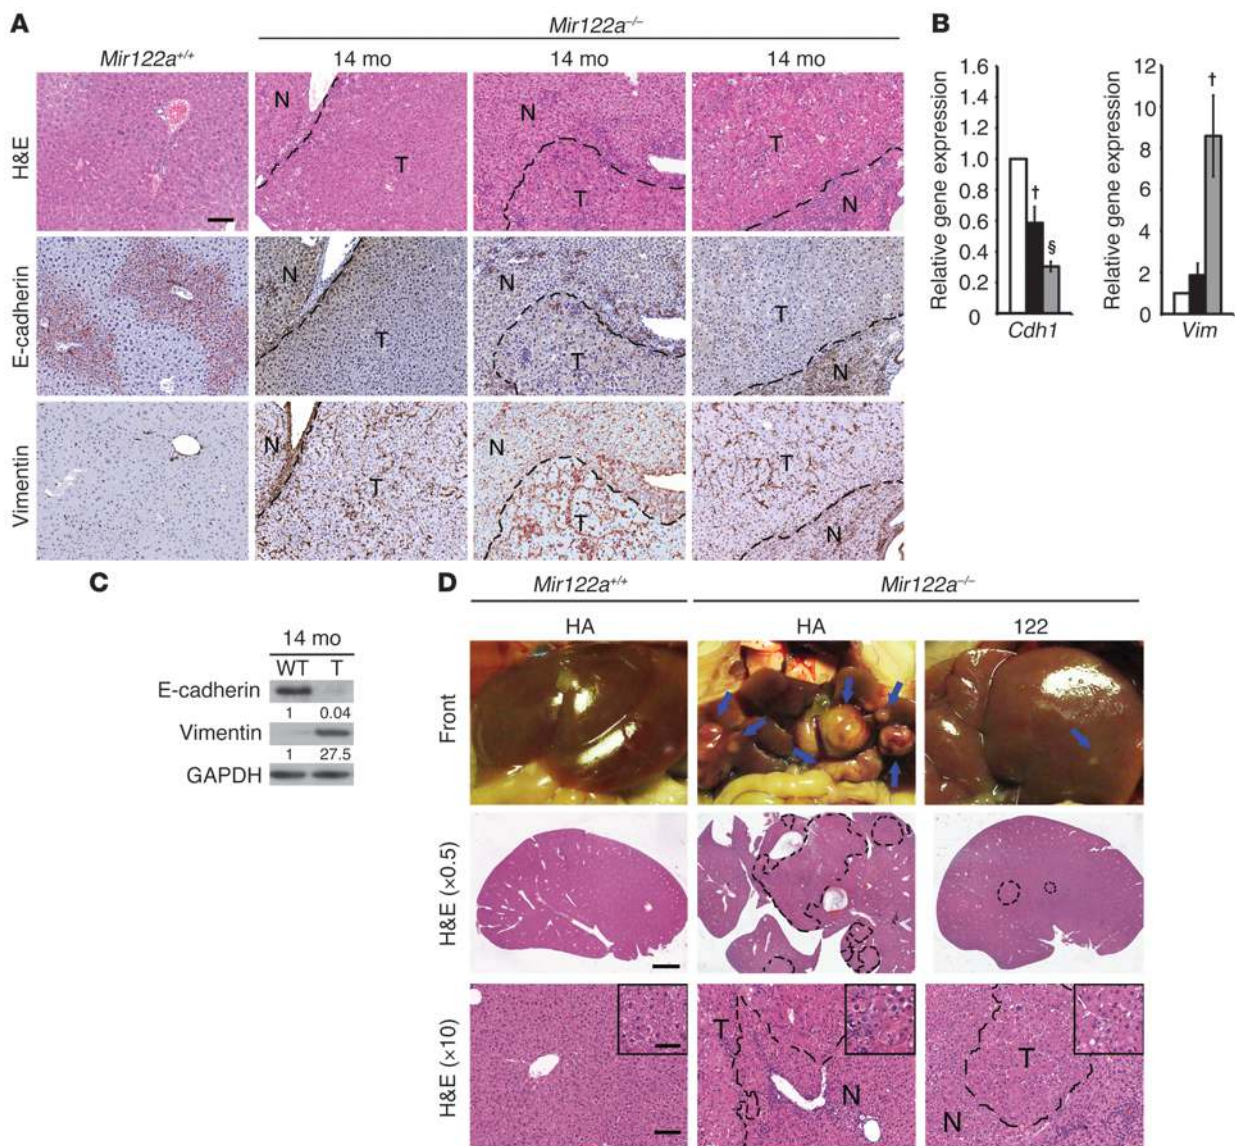 A
Mir122a⁺/⁺
Mir122a⁻/⁻
14 mo
14 mo
14 mo
H&E
N
T
N
T
T
N
E-cadherin
N
T
N
T
T
N
Vimentin
N
T
N
T
T
N
B
Relative gene expression
1.6
1.4
1.2
1.0
0.8
0.6
0.4
0.2
0
†
§
Cdh1
Relative gene expression
12
10
8
6
4
2
0
†
Vim
C
14 mo
WT T
E-cadherin
1 0.04
Vimentin
1 27.5
GAPDH
D
Mir122a⁺/⁺
Mir122a⁻/⁻
HA
HA
122
Front
H&E (×0.5)
H&E (×10)
T
N
T
N